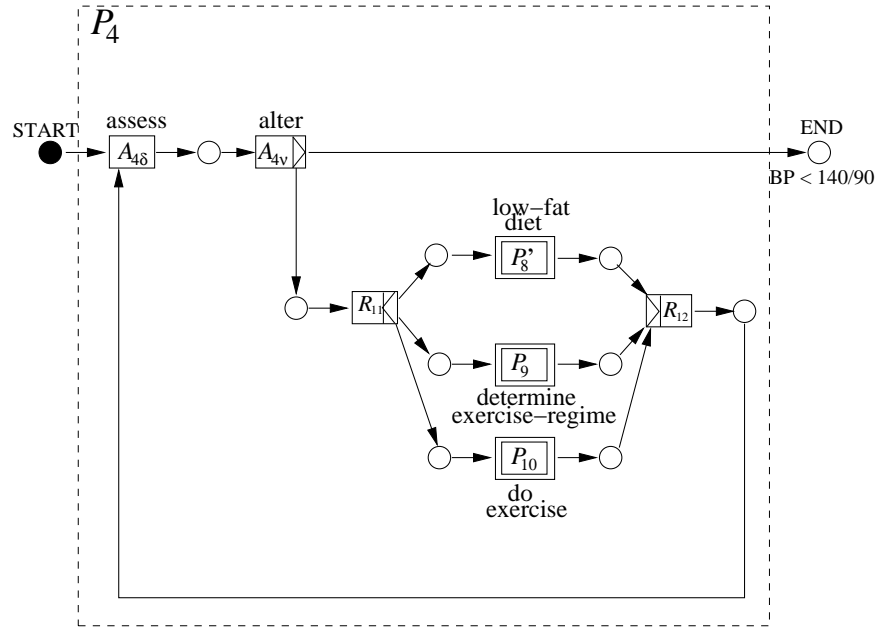 P4
assess
alter
START
END
A4δ
A4ν
BP < 140/90
low−fat
diet
P8'
R11
R12
P9
determine
exercise−regime
P10
do
exercise